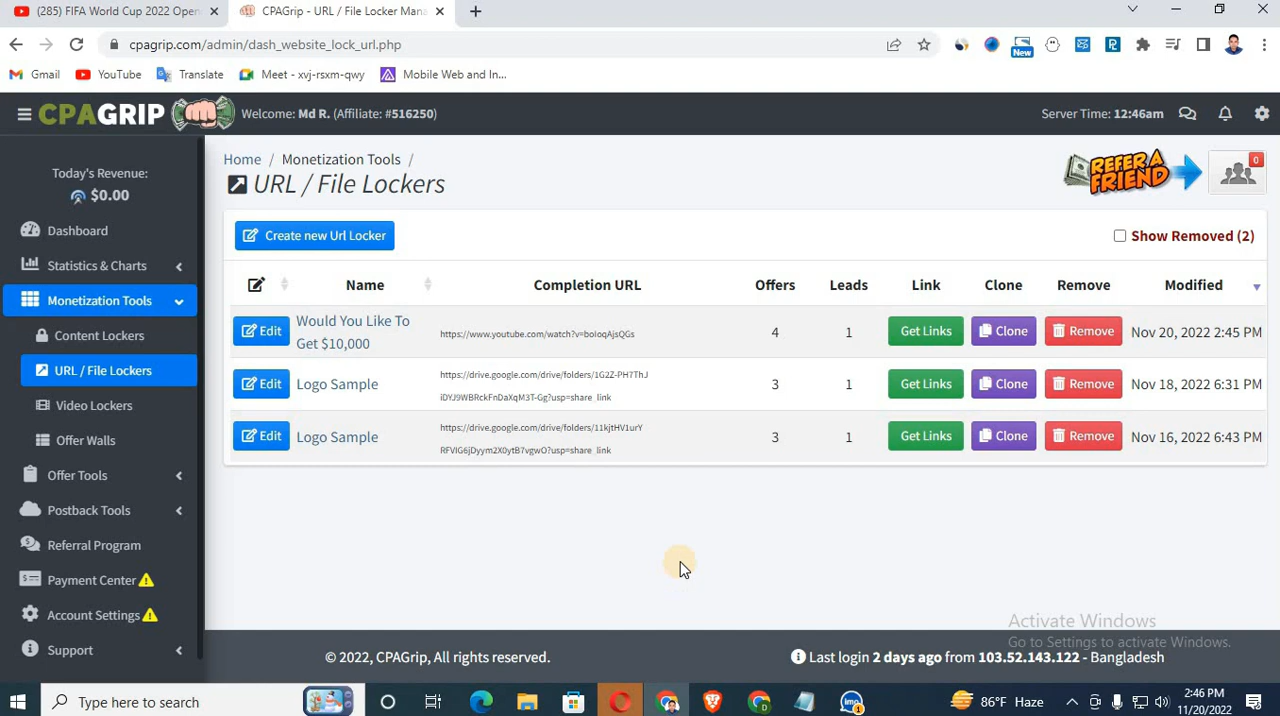 (285) FIFA World Cup 2022 Open
CPAGrip - URL / File Locker Mana
cpagrip.com/admin/dash_website_lock_url.php
New
Gmail
YouTube
Translate
Meet - xvj-rsxm-qwy
Mobile Web and In...
CPAGRIP
Welcome: Md R. (Affiliate: #516250)
Server Time: 12:46am
Today's Revenue:
$0.00
Dashboard
Statistics & Charts
Monetization Tools
Content Lockers
URL / File Lockers
Video Lockers
Offer Walls
Offer Tools
Postback Tools
Referral Program
Payment Center
Account Settings
Support
Home / Monetization Tools /
URL / File Lockers
REFER A
FRIEND
0
Create new Url Locker
Show Removed (2)
Name Completion URL Offers Leads Link Clone Remove Modified
Edit Would You Like To Get $10,000 https://www.youtube.com/watch?v=boIoqAjsQGs 4 1 Get Links Clone Remove Nov 20, 2022 2:45 PM
Edit Logo Sample https://drive.google.com/drive/folders/1G2Z-PH7ThJ
iDYJ9WBRckFnDaXqM3T-Gg?usp=share_link 3 1 Get Links Clone Remove Nov 18, 2022 6:31 PM
Edit Logo Sample https://drive.google.com/drive/folders/11kjtHV1urY
RFVIG6jDyym2X0ytB7vgwO?usp=share_link 3 1 Get Links Clone Remove Nov 16, 2022 6:43 PM
Activate Windows
Go to Settings to activate Windows.
© 2022, CPAGrip, All rights reserved.
Last login 2 days ago from 103.52.143.122 - Bangladesh
Type here to search
86°F Haze
2:46 PM
11/20/2022